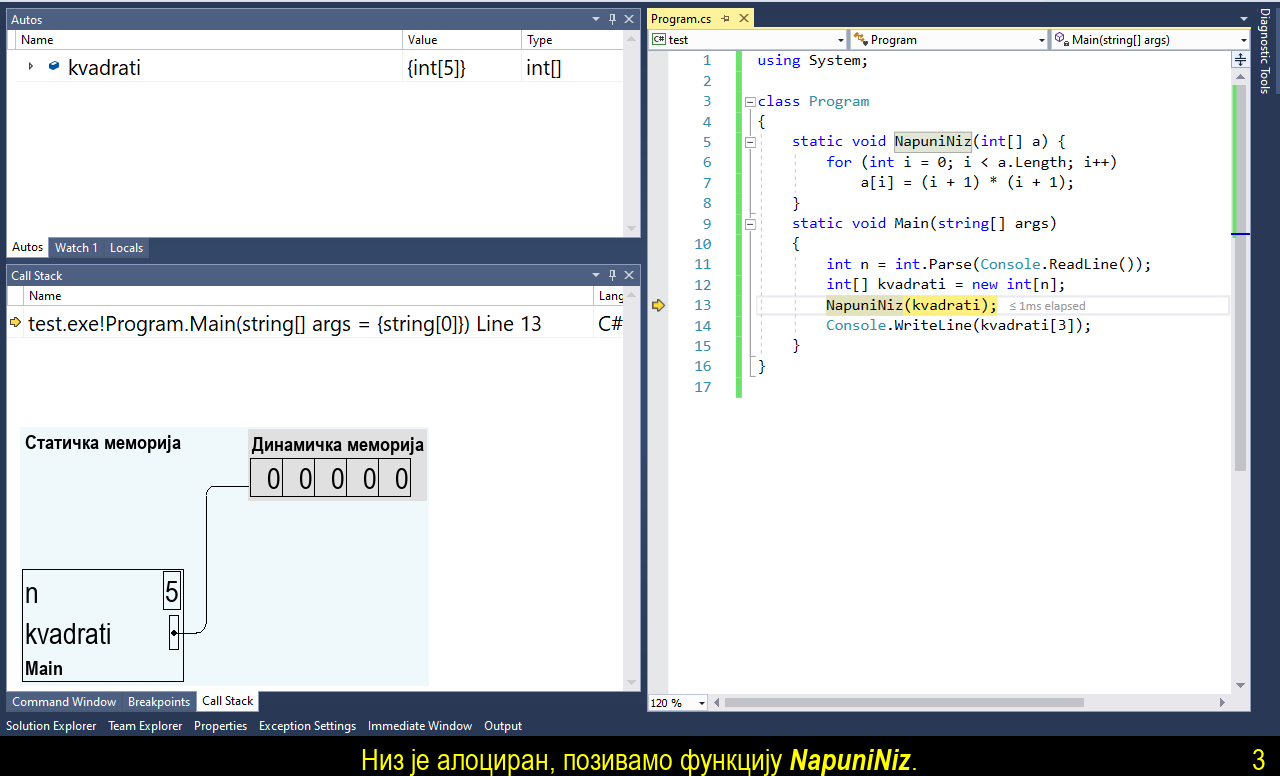 Autos
Name Value Type
kvadrati {int[5]} int[]
Autos Watch 1 Locals
Call Stack
Name Lang
test.exe!Program.Main(string[] args = {string[0]}) Line 13 C#
Статичка меморија
Динамичка меморија
0 0 0 0 0
n 5
kvadrati
Main
Command Window Breakpoints Call Stack
Solution Explorer Team Explorer Properties Exception Settings Immediate Window Output
Program.cs
C# test Program Main(string[] args)
1 using System;
2
3 class Program
4 {
5 static void NapuniNiz(int[] a) {
6 for (int i = 0; i < a.Length; i++)
7 a[i] = (i + 1) * (i + 1);
8 }
9 static void Main(string[] args)
10 {
11 int n = int.Parse(Console.ReadLine());
12 int[] kvadrati = new int[n];
13 NapuniNiz(kvadrati); ≤ 1ms elapsed
14 Console.WriteLine(kvadrati[3]);
15 }
16 }
17
120 %
Diagnostic Tools
Низ је алоциран, позивамо функцију NapuniNiz. 3